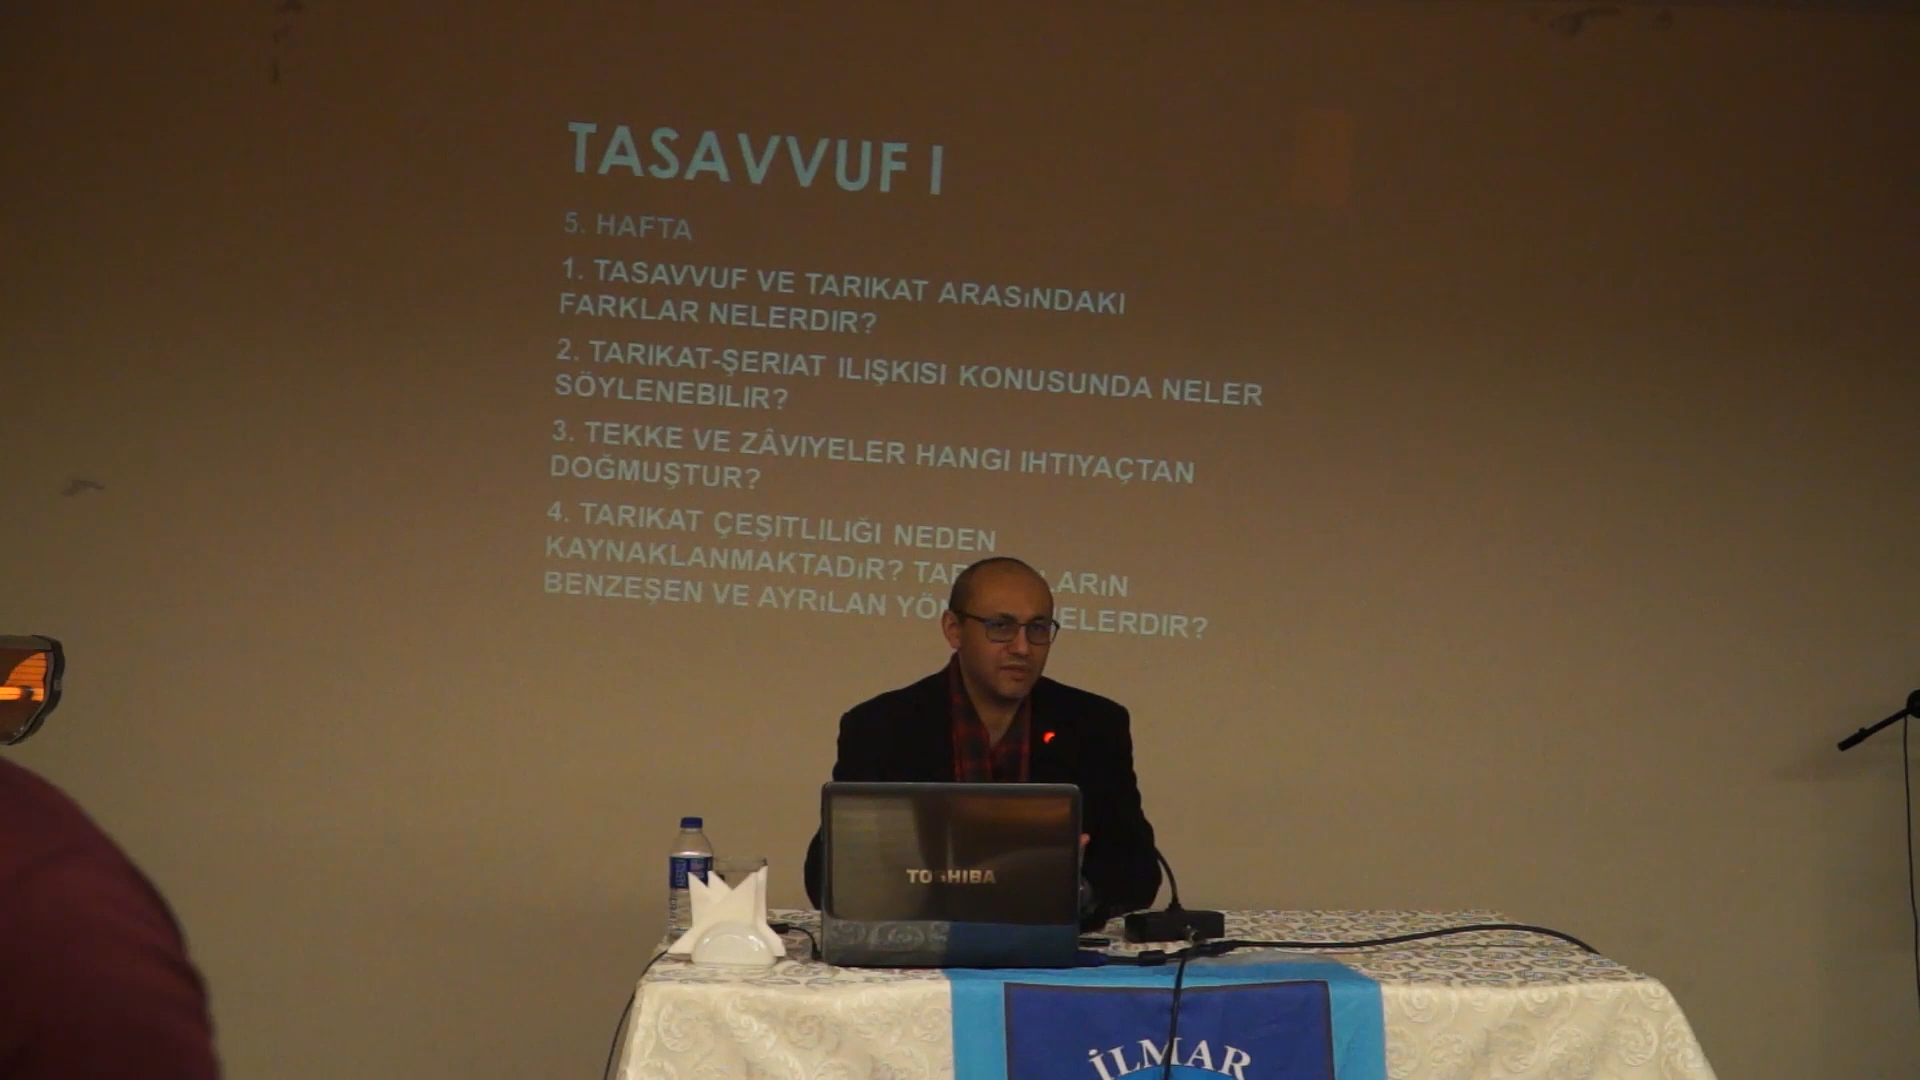 TASAVVUF I
5. HAFTA
1. TASAVVUF VE TARIKAT ARASıNDAKI
FARKLAR NELERDIR?
2. TARIKAT-ŞERIAT ILIŞKISI KONUSUNDA NELER
SÖYLENEBILIR?
3. TEKKE VE ZÂVIYELER HANGI IHTIYAÇTAN
DOĞMUŞTUR?
4. TARIKAT ÇEŞITLILIĞI NEDEN
KAYNAKLANMAKTADıR?
BENZEŞEN VE AYRıLAN
TOSHIBA
İLMAR